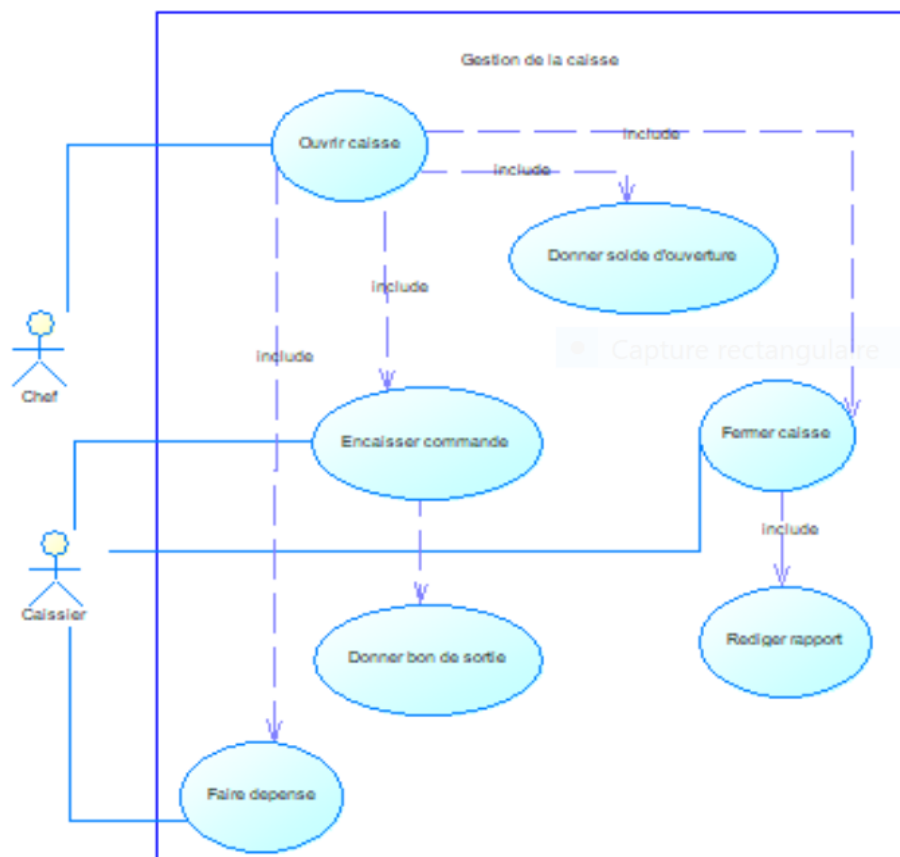 Gestion de la caisse
include
Ouvrir caisse
include
Donner solde d'ouverture
include
Capture rectangulaire
include
Chef
Fermer caisse
Encaisser commande
include
Caissier
Rediger rapport
Donner bon de sortie
Faire depense